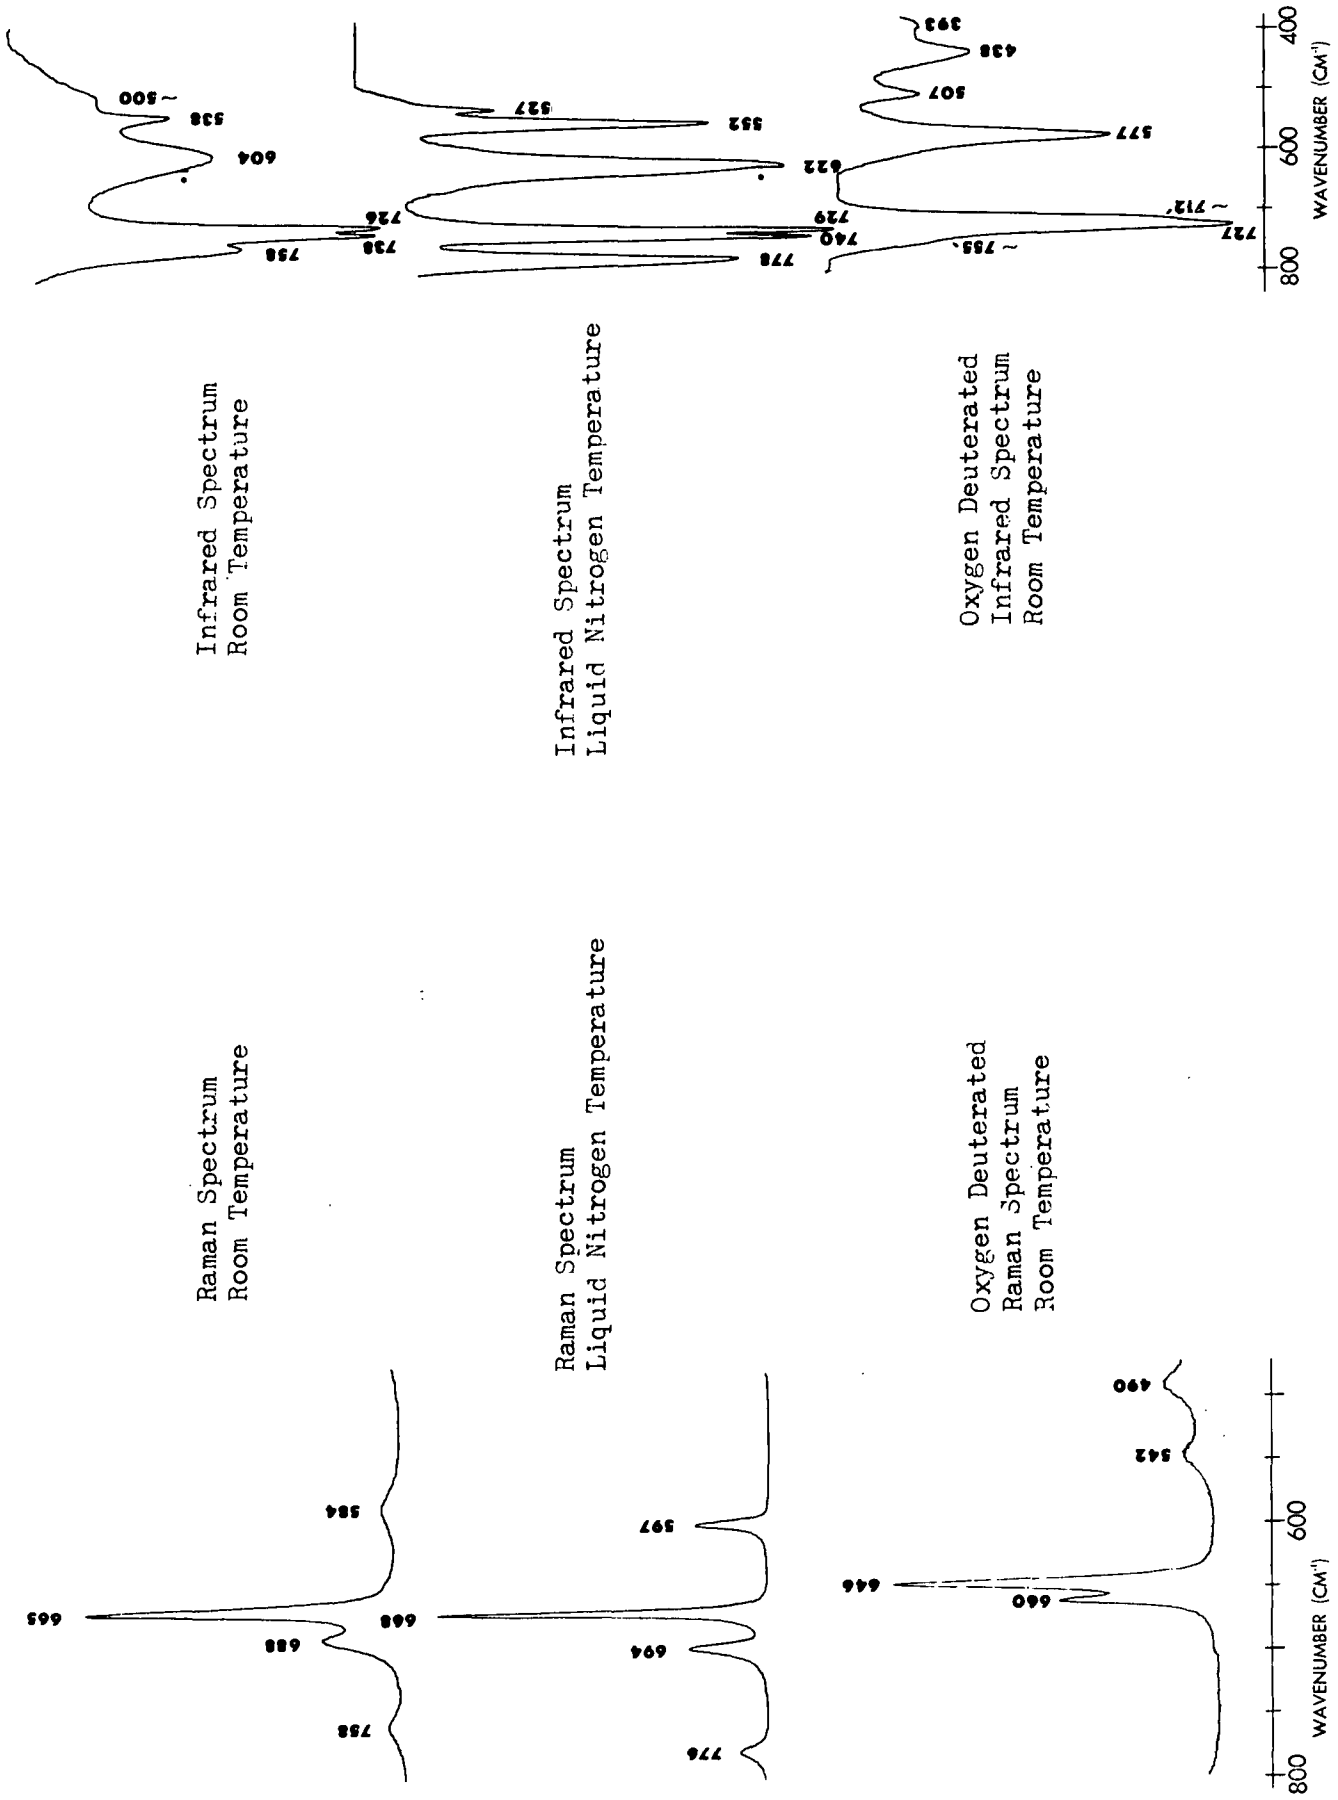 Raman Spectrum
Room Temperature
665
688
758
584
Infrared Spectrum
Room Temperature
758
738
726
604
538
~ 500
Raman Spectrum
Liquid Nitrogen Temperature
776
694
668
597
Infrared Spectrum
Liquid Nitrogen Temperature
778
740
729
622
552
527
Oxygen Deuterated
Raman Spectrum
Room Temperature
660
646
542
490
800
600
WAVENUMBER (CM⁻¹)
Oxygen Deuterated
Infrared Spectrum
Room Temperature
~ 755
727
~ 712
577
507
438
393
800
600
400
WAVENUMBER (CM⁻¹)